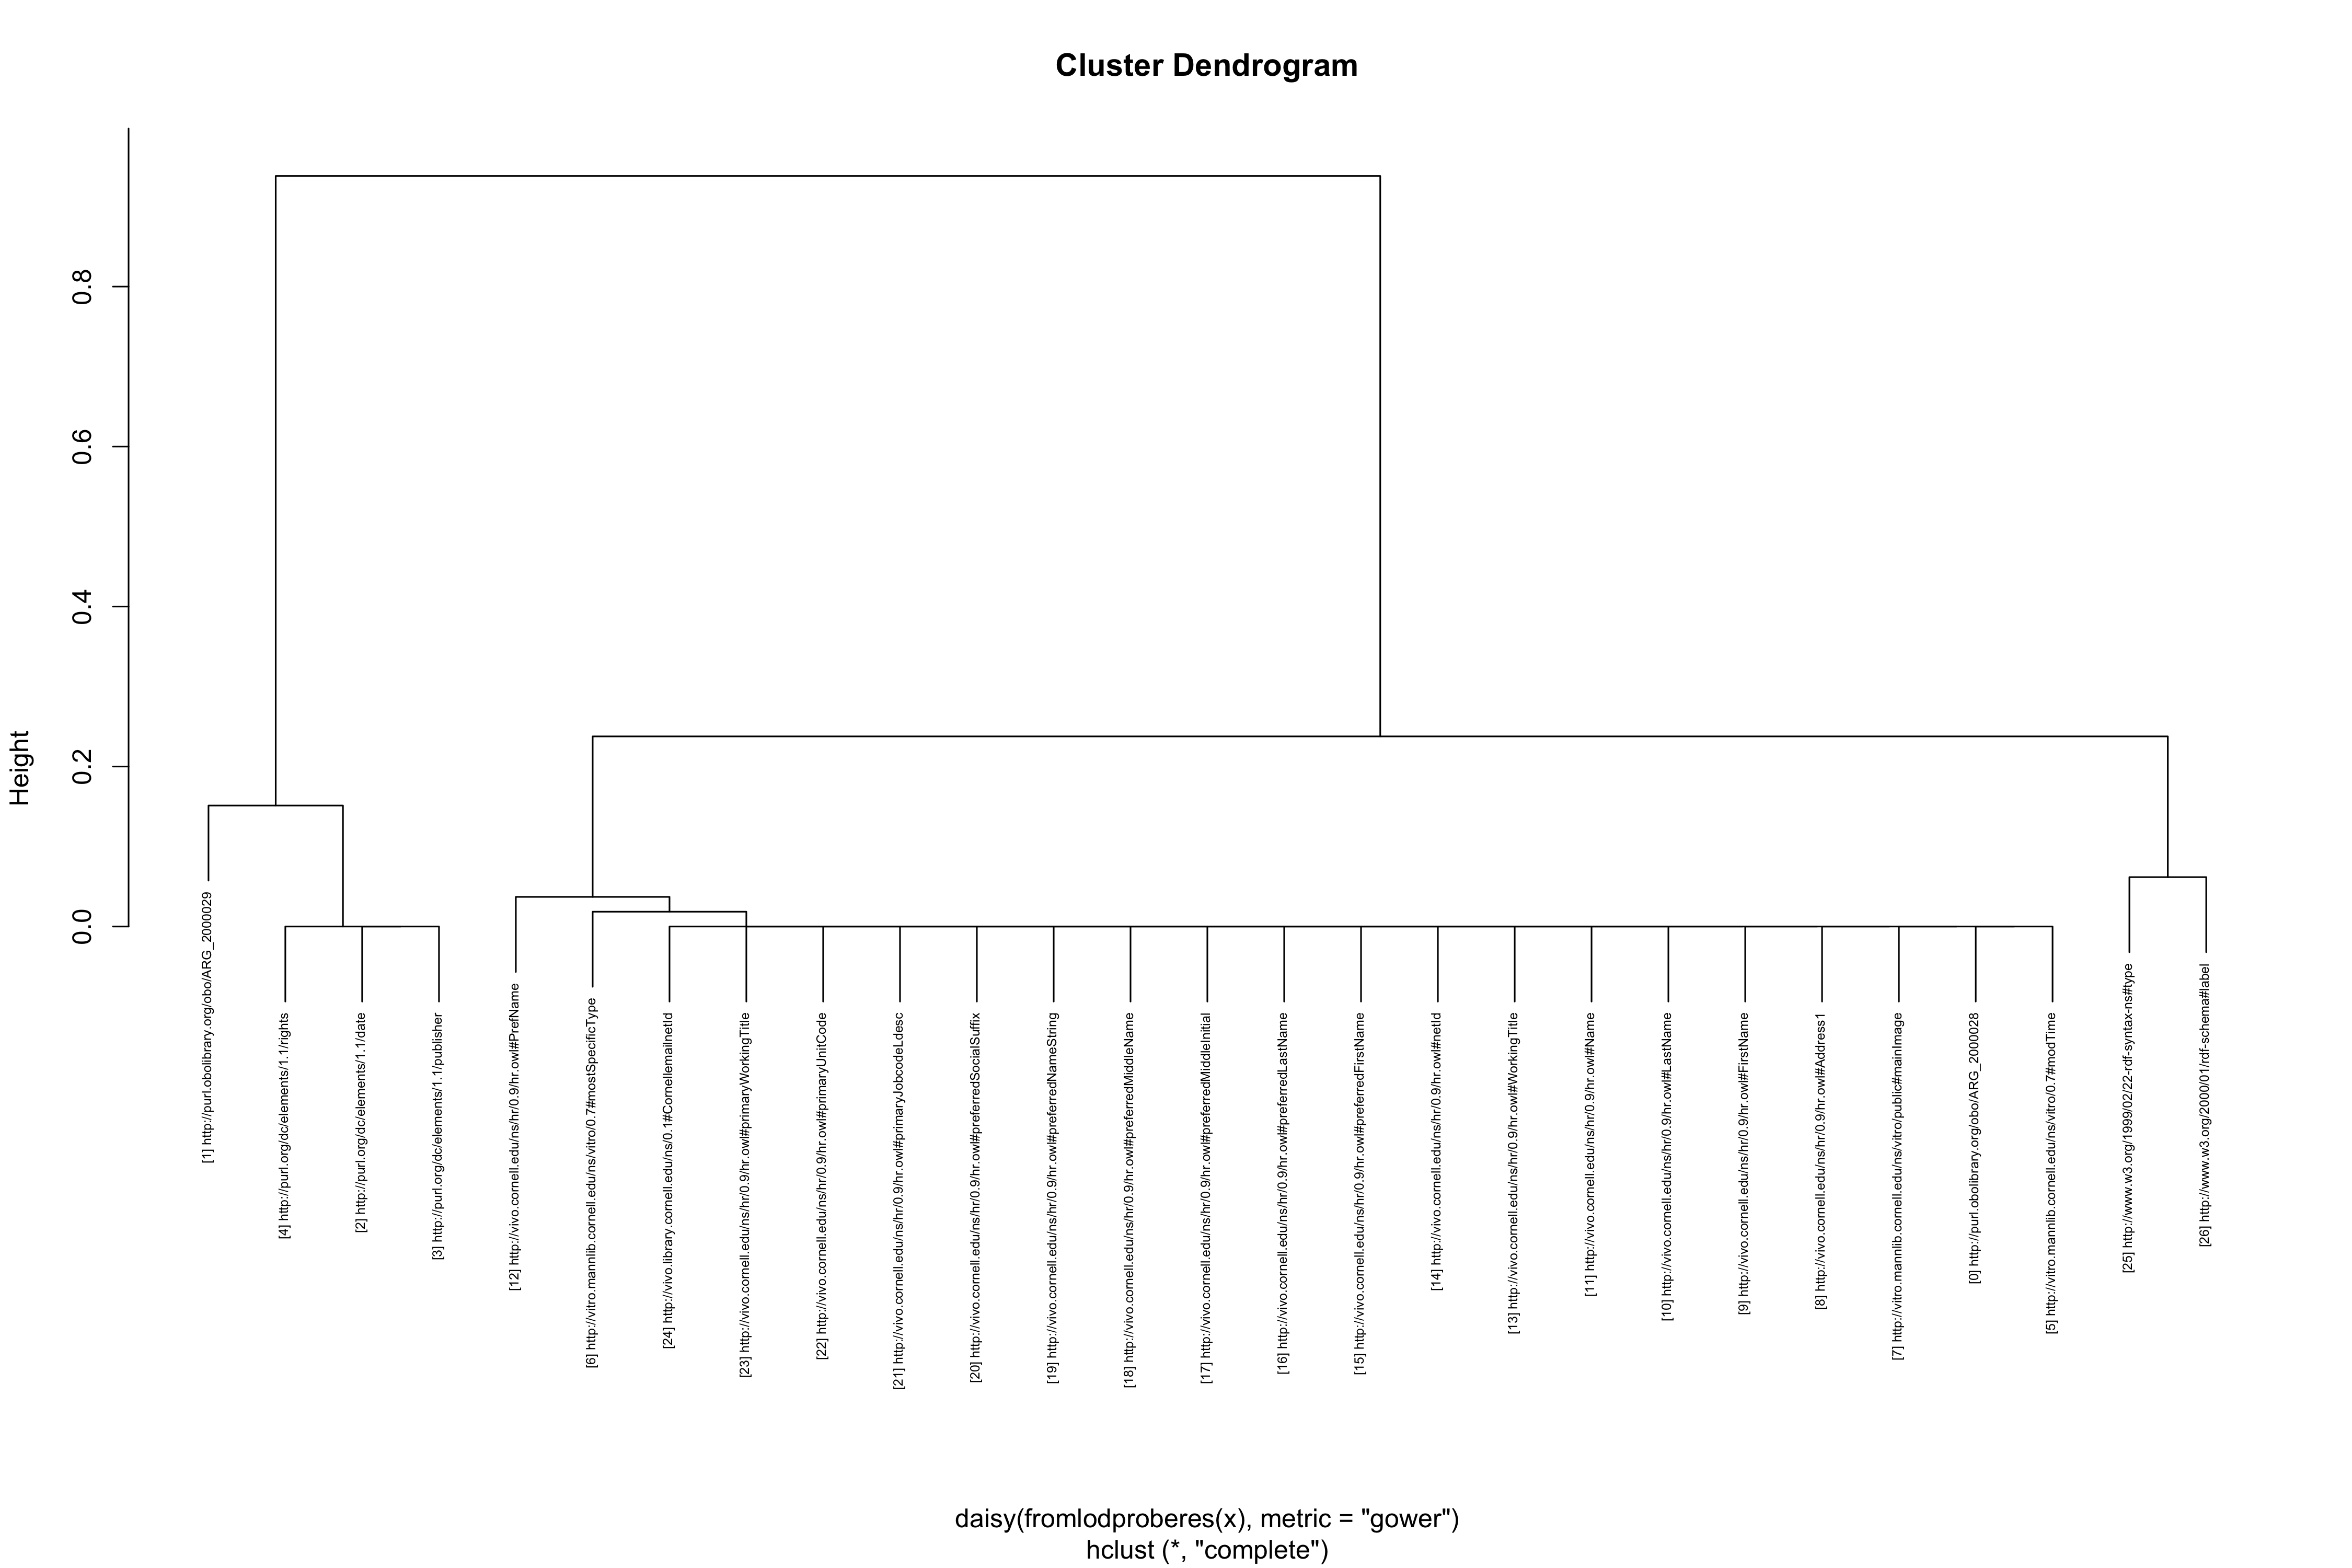 Cluster Dendrogram
Height
0.0
0.2
0.4
0.6
0.8
[1] http://purl.obolibrary.org/obo/ARG_2000029
[4] http://purl.org/dc/elements/1.1/rights
[2] http://purl.org/dc/elements/1.1/date
[3] http://purl.org/dc/elements/1.1/publisher
[12] http://vivo.cornell.edu/ns/hr/0.9/hr.owl#PrefName
[6] http://vitro.mannlib.cornell.edu/ns/vitro/0.7#mostSpecificType
[24] http://vivo.library.cornell.edu/ns/0.1#CornellemailnetId
[23] http://vivo.cornell.edu/ns/hr/0.9/hr.owl#primaryWorkingTitle
[22] http://vivo.cornell.edu/ns/hr/0.9/hr.owl#primaryUnitCode
[21] http://vivo.cornell.edu/ns/hr/0.9/hr.owl#primaryJobcodeLdesc
[20] http://vivo.cornell.edu/ns/hr/0.9/hr.owl#preferredSocialSuffix
[19] http://vivo.cornell.edu/ns/hr/0.9/hr.owl#preferredNameString
[18] http://vivo.cornell.edu/ns/hr/0.9/hr.owl#preferredMiddleName
[17] http://vivo.cornell.edu/ns/hr/0.9/hr.owl#preferredMiddleInitial
[16] http://vivo.cornell.edu/ns/hr/0.9/hr.owl#preferredLastName
[15] http://vivo.cornell.edu/ns/hr/0.9/hr.owl#preferredFirstName
[14] http://vivo.cornell.edu/ns/hr/0.9/hr.owl#netId
[13] http://vivo.cornell.edu/ns/hr/0.9/hr.owl#WorkingTitle
[11] http://vivo.cornell.edu/ns/hr/0.9/hr.owl#Name
[10] http://vivo.cornell.edu/ns/hr/0.9/hr.owl#LastName
[9] http://vivo.cornell.edu/ns/hr/0.9/hr.owl#FirstName
[8] http://vivo.cornell.edu/ns/hr/0.9/hr.owl#Address1
[7] http://vitro.mannlib.cornell.edu/ns/vitro/public#mainImage
[0] http://purl.obolibrary.org/obo/ARG_2000028
[5] http://vitro.mannlib.cornell.edu/ns/vitro/0.7#modTime
[25] http://www.w3.org/1999/02/22-rdf-syntax-ns#type
[26] http://www.w3.org/2000/01/rdf-schema#label
daisy(fromlodproberes(x), metric = "gower")
hclust (*, "complete")